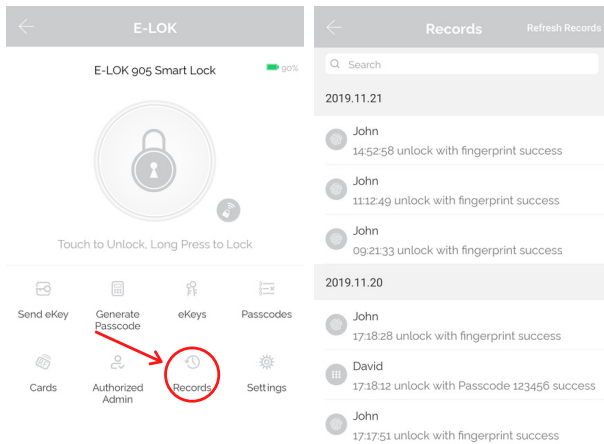 E-LOK
E-LOK 905 Smart Lock
90%
Touch to Unlock, Long Press to Lock
Send eKey
Generate
Passcode
eKeys
Passcodes
Cards
Authorized
Admin
Records
Settings
Records
Refresh Records
Search
2019.11.21
John
14:52:58 unlock with fingerprint success
John
11:12:49 unlock with fingerprint success
John
09:21:33 unlock with fingerprint success
2019.11.20
John
17:18:28 unlock with fingerprint success
David
17:18:12 unlock with Passcode 123456 success
John
17:17:51 unlock with fingerprint success